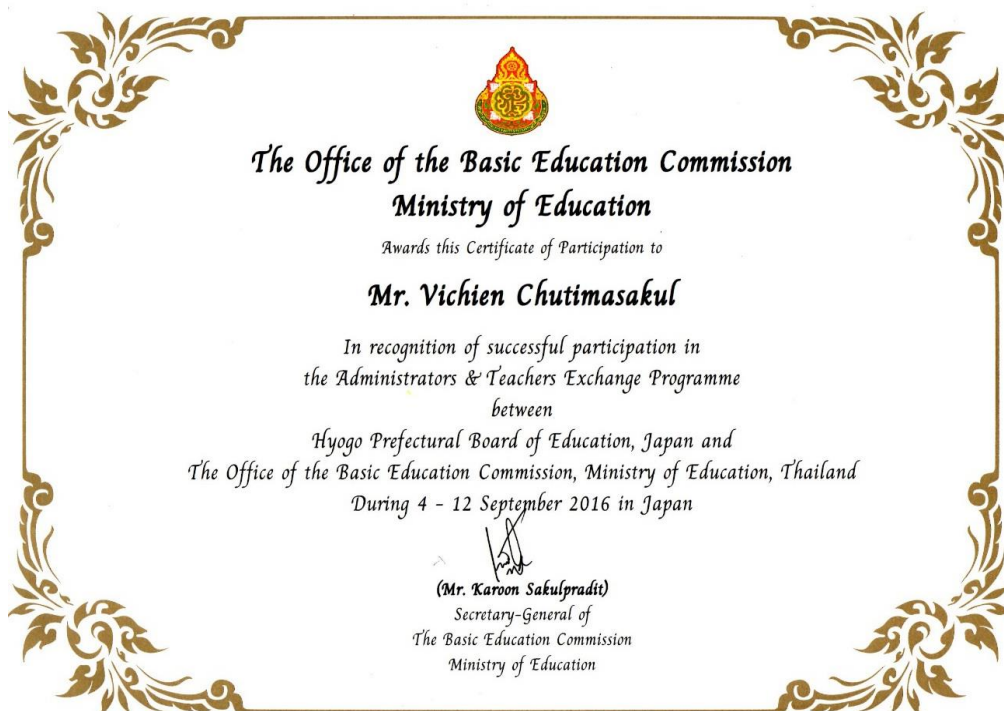 The Office of the Basic Education Commission
Ministry of Education
Awards this Certificate of Participation to
Mr. Vichien Chutimasakul
In recognition of successful participation in
the Administrators & Teachers Exchange Programme
between
Hyogo Prefectural Board of Education, Japan and
The Office of the Basic Education Commission, Ministry of Education, Thailand
During 4 - 12 September 2016 in Japan
(Mr. Karoon Sakulpradit)
Secretary-General of
The Basic Education Commission
Ministry of Education